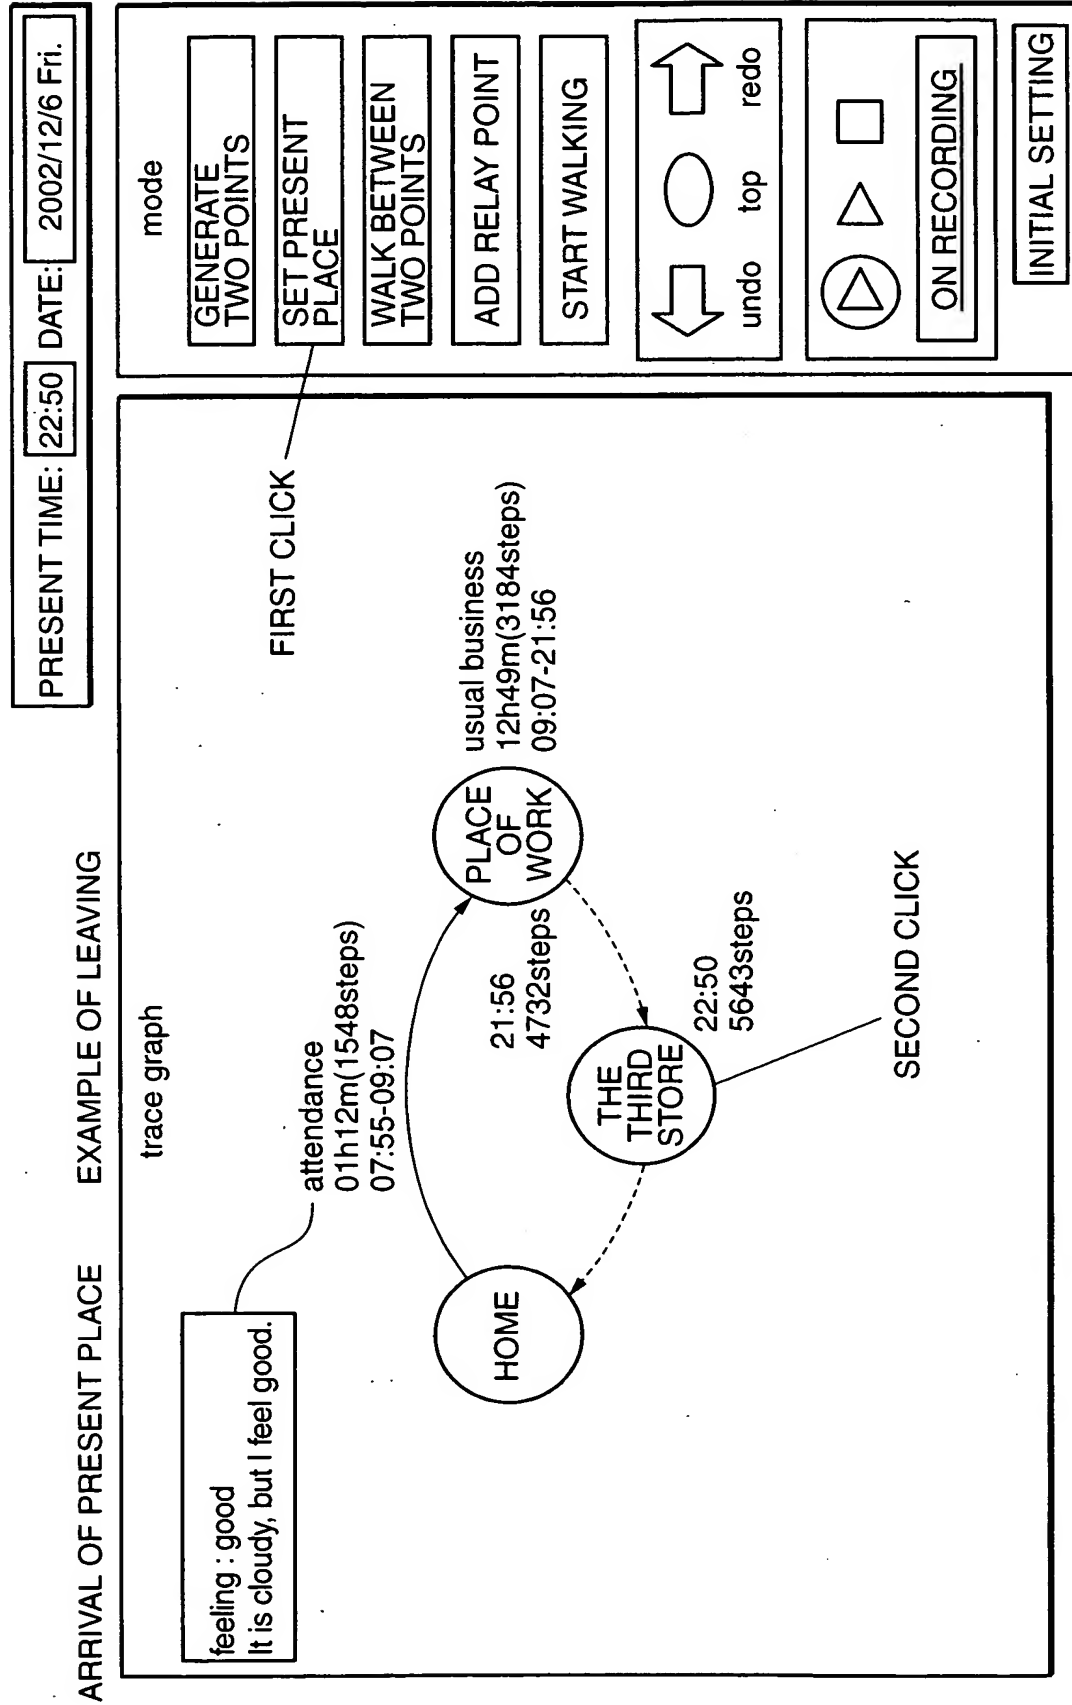 PRESENT TIME: 22:50 DATE: 2002/12/6 Fri.
ARRIVAL OF PRESENT PLACE EXAMPLE OF LEAVING
trace graph
feeling : good
It is cloudy, but I feel good.
attendance
01h12m(1548steps)
07:55-09:07
HOME
PLACE
OF
WORK
usual business
12h49m(3184steps)
09:07-21:56
21:56
4732steps
THE
THIRD
STORE
22:50
5643steps
FIRST CLICK
SECOND CLICK
mode
GENERATE
TWO POINTS
SET PRESENT
PLACE
WALK BETWEEN
TWO POINTS
ADD RELAY POINT
START WALKING
undo top redo
ON RECORDING
INITIAL SETTING